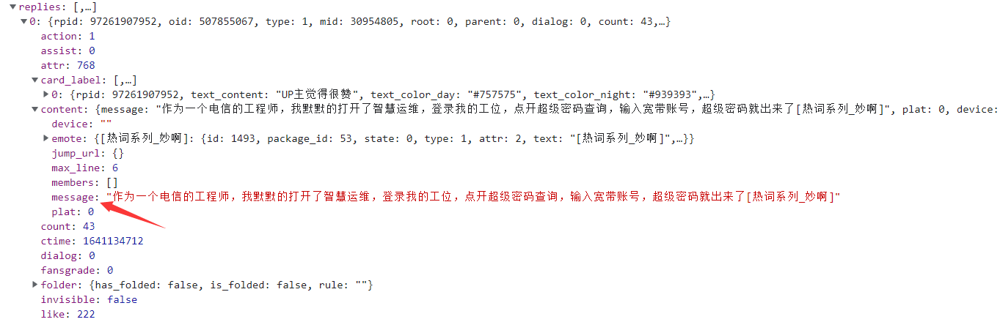 ▼replies: [,…]
▼0: {rpid: 97261907952, oid: 507855067, type: 1, mid: 30954805, root: 0, parent: 0, dialog: 0, count: 43,…}
action: 1
assist: 0
attr: 768
▼card_label: [,…]
▶0: {rpid: 97261907952, text_content: "UP主觉得很赞", text_color_day: "#757575", text_color_night: "#939393",…}
▼content: {message: "作为一个电信的工程师，我默默的打开了智慧运维，登录我的工位，点开超级密码查询，输入宽带账号，超级密码就出来了[热词系列_妙啊]", plat: 0, device:
device: ""
▶emote: {[热词系列_妙啊]: {id: 1493, package_id: 53, state: 0, type: 1, attr: 2, text: "[热词系列_妙啊]",…}}
jump_url: {}
max_line: 6
members: []
message: "作为一个电信的工程师，我默默的打开了智慧运维，登录我的工位，点开超级密码查询，输入宽带账号，超级密码就出来了[热词系列_妙啊]"
plat: 0
count: 43
ctime: 1641134712
dialog: 0
fansgrade: 0
▶folder: {has_folded: false, is_folded: false, rule: ""}
invisible: false
like: 222